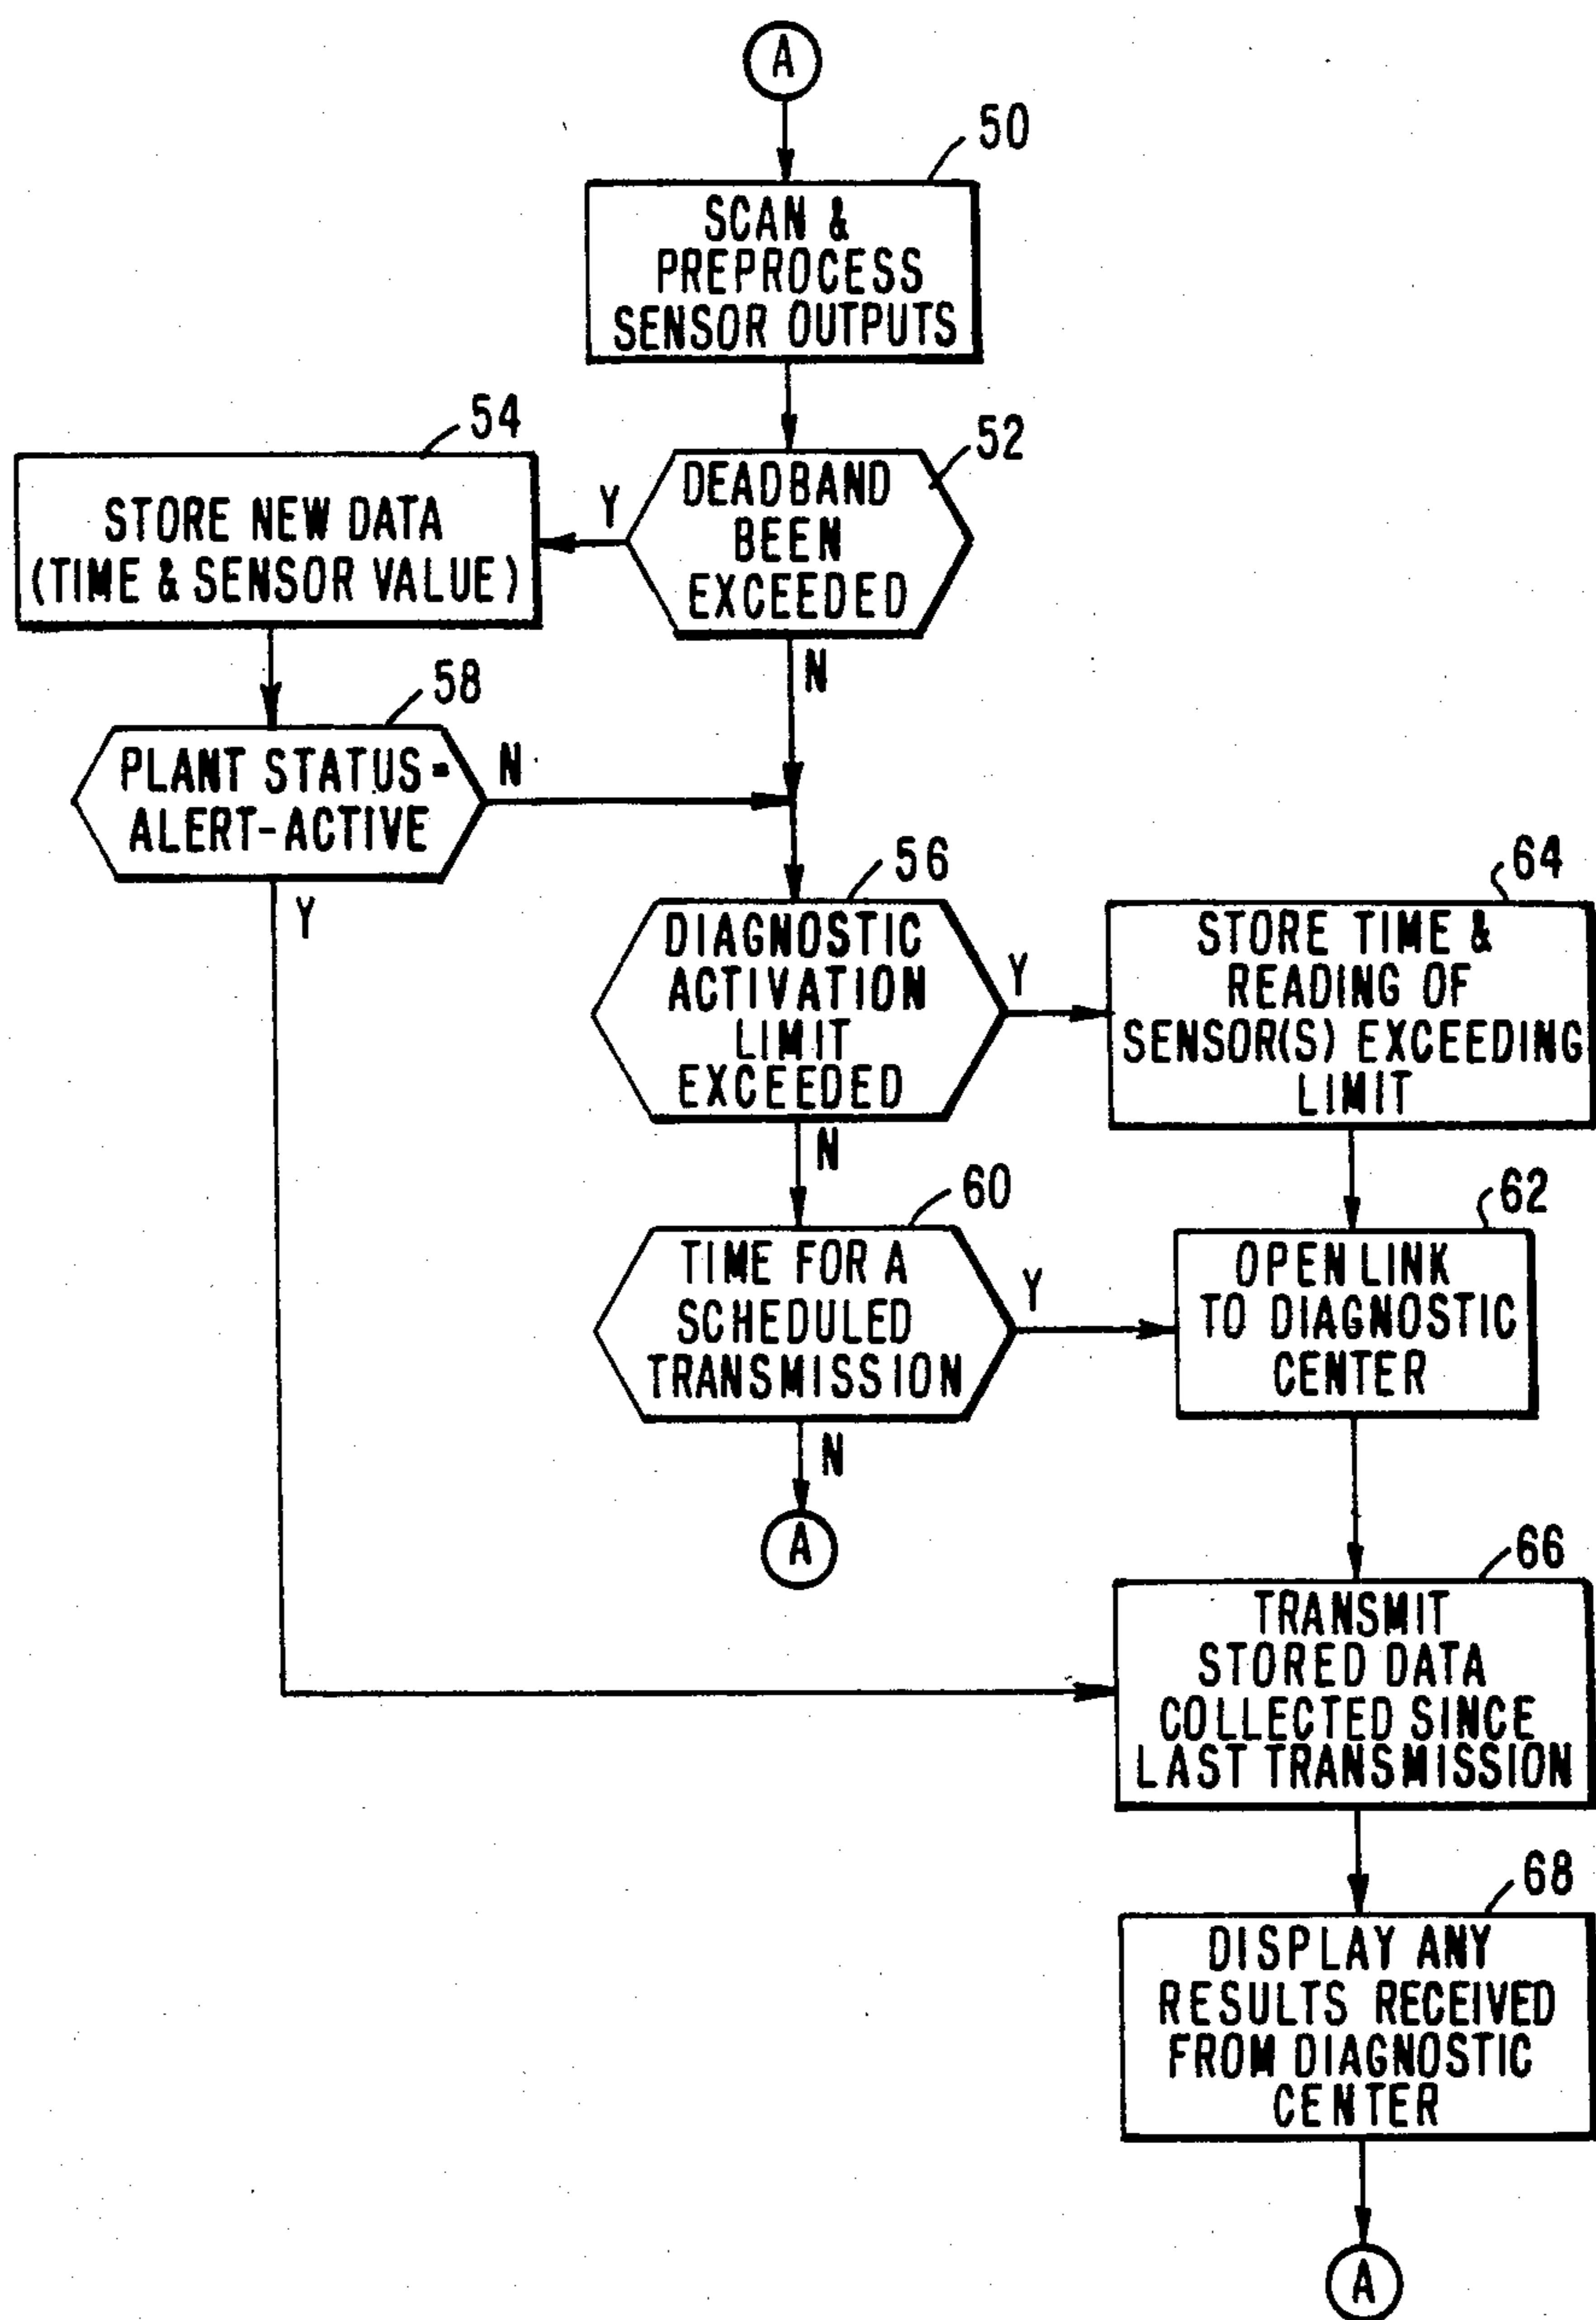 A
50
SCAN &
PREPROCESS
SENSOR OUTPUTS
54
STORE NEW DATA
(TIME & SENSOR VALUE)
Y
52
DEADBAND
BEEN
EXCEEDED
N
58
PLANT STATUS=
ALERT-ACTIVE
N
Y
56
DIAGNOSTIC
ACTIVATION
LIMIT
EXCEEDED
Y
N
64
STORE TIME &
READING OF
SENSOR(S) EXCEEDING
LIMIT
60
TIME FOR A
SCHEDULED
TRANSMISSION
Y
N
A
62
OPEN LINK
TO DIAGNOSTIC
CENTER
66
TRANSMIT
STORED DATA
COLLECTED SINCE
LAST TRANSMISSION
68
DISPLAY ANY
RESULTS RECEIVED
FROM DIAGNOSTIC
CENTER
A